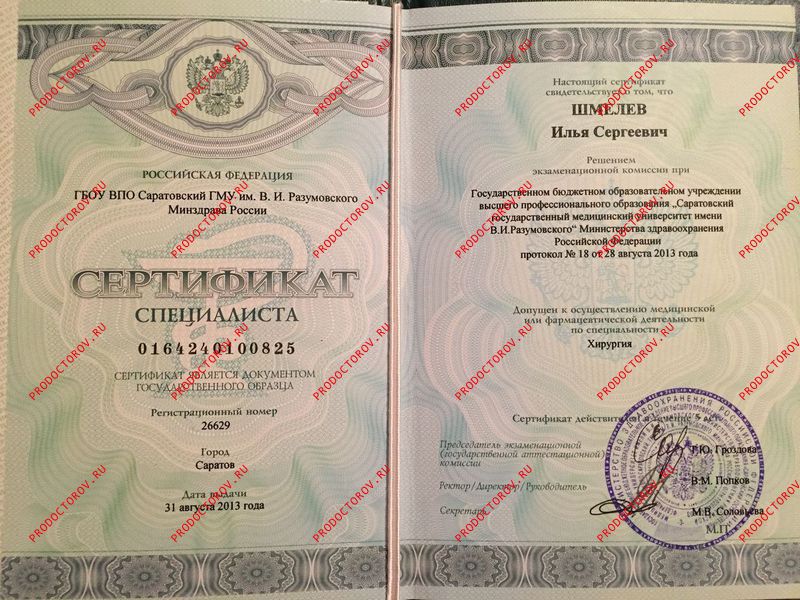 РОССИЙСКАЯ ФЕДЕРАЦИЯ
ГБОУ ВПО Саратовский ГМУ им. В. И. Разумовского
Минздрава России
СЕРТИФИКАТ
СПЕЦИАЛИСТА
0164240100825
СЕРТИФИКАТ ЯВЛЯЕТСЯ ДОКУМЕНТОМ
ГОСУДАРСТВЕННОГО ОБРАЗЦА
Регистрационный номер
26629
Город
Саратов
Дата выдачи
31 августа 2013 года
Настоящий сертификат
свидетельствует о том, что
ШМЕЛЕВ
Илья Сергеевич
Решением
экзаменационной комиссии при
Государственном бюджетном образовательном учреждении
высшего профессионального образования „Саратовский
государственный медицинский университет имени
В.И.Разумовского“ Министерства здравоохранения
Российской Федерации
протокол № 18 от 28 августа 2013 года
Допущен к осуществлению медицинской
или фармацевтической деятельности
по специальности
Хирургия
Сертификат действителен в течение 5 лет
Председатель экзаменационной
(государственной аттестационной)
комиссии
Г.Ю. Гроздова
Ректор/Директор/Руководитель
В.М. Попков
Секретарь
М.В. Соловьева
М.П.
PRODOCTOROV.RU